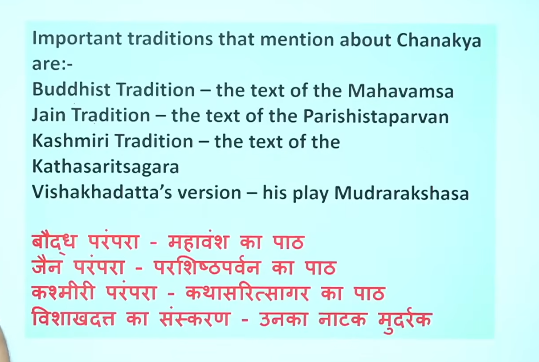 Important traditions that mention about Chanakya
are:-
Buddhist Tradition – the text of the Mahavamsa
Jain Tradition – the text of the Parishistaparvan
Kashmiri Tradition – the text of the
Kathasaritsagara
Vishakhadatta’s version – his play Mudrarakshasa
बौद्ध परंपरा - महावंश का पाठ
जैन परंपरा - परशिष्ठपर्वन का पाठ
कश्मीरी परंपरा - कथासरित्सागर का पाठ
विशाखदत्त का संस्करण - उनका नाटक मुदर्रक